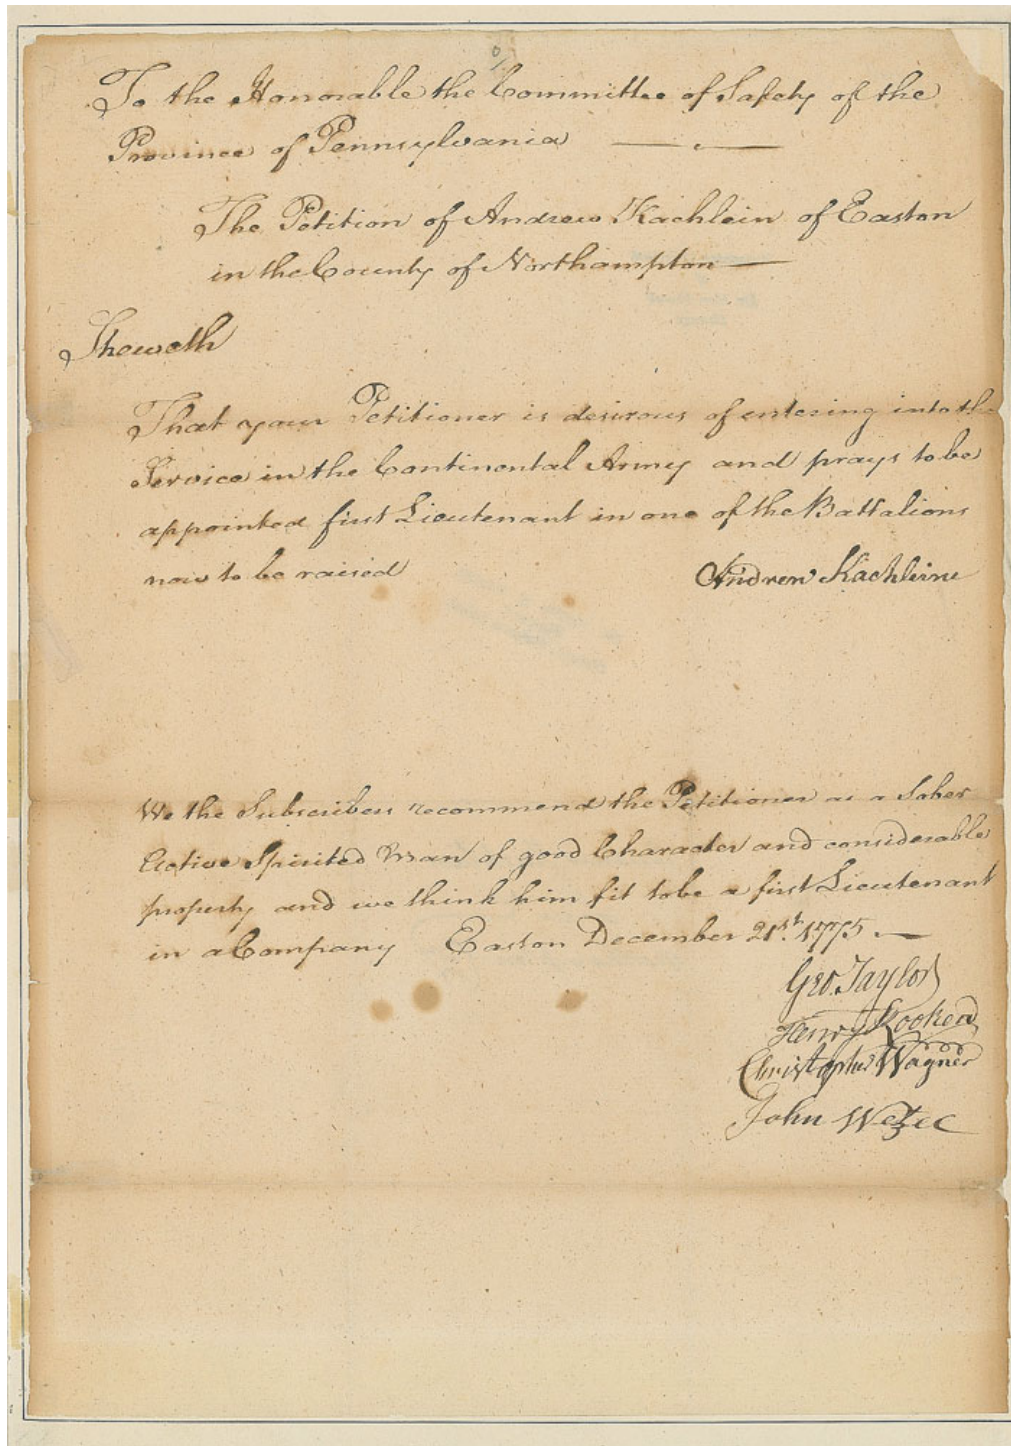 To the Honorable the Committee of Safety of the
Province of Pennsylvania
The Petition of Andrew Kachlein of Easton
in the County of Northampton
Sheweth
That your Petitioner is desirous of entering into the
Service in the Continental Army and prays to be
appointed first Lieutenant in one of the Battalions
now to be raised
Andrew Kachleine
We the Subscribers recommend the Petitioner as a Sober
Active Spirited Man of good Character and considerable
property and we think him fit to be a first Lieutenant
in a Company Easton December 21st. 1775.
Geo. Taylor
Henry Kooken
Christopher Wagner
John Wetzel